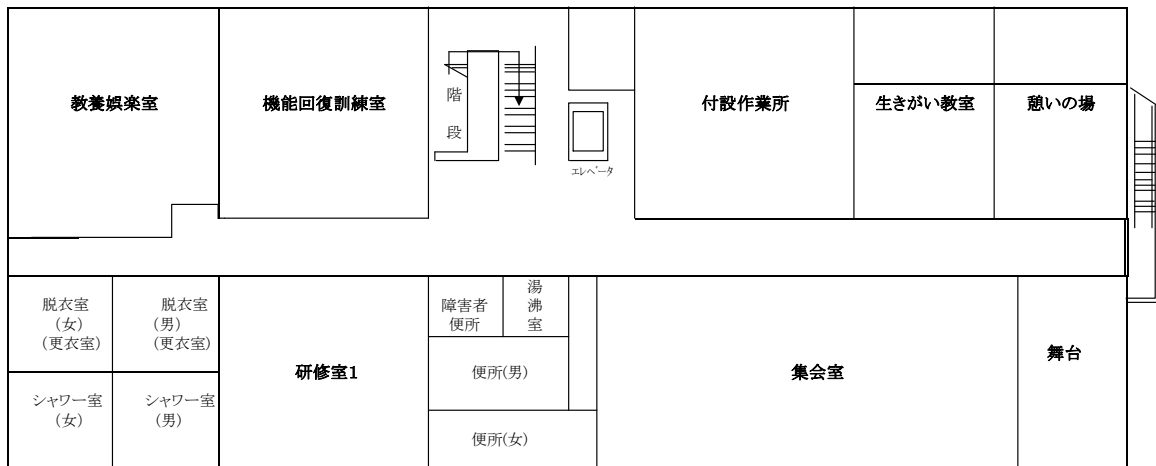 教養娯楽室
機能回復訓練室
階
段
エレベータ
付設作業所
生きがい教室
憩いの場
脱衣室
(女)
(更衣室)
脱衣室
(男)
(更衣室)
シャワー室
(女)
シャワー室
(男)
研修室1
障害者
便所
湯
沸
室
便所(男)
便所(女)
集会室
舞台